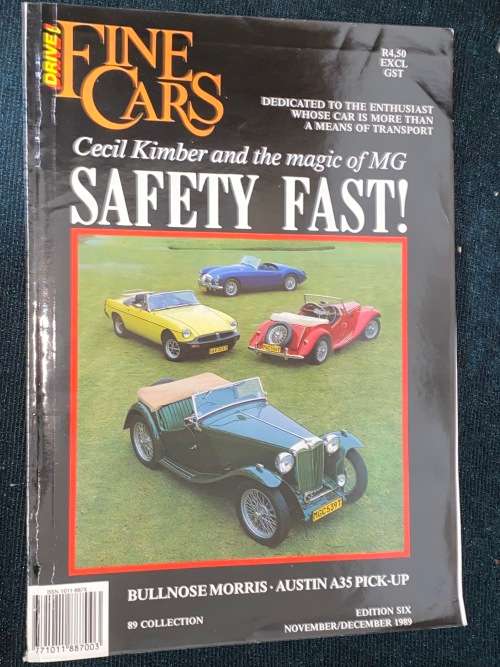 DRIVE!
FINE
CARS
R4,50
EXCL
GST
DEDICATED TO THE ENTHUSIAST
WHOSE CAR IS MORE THAN
A MEANS OF TRANSPORT
Cecil Kimber and the magic of MG
SAFETY FAST!
BULLNOSE MORRIS · AUSTIN A35 PICK-UP
89 COLLECTION
EDITION SIX
NOVEMBER/DECEMBER 1989
771011 887003